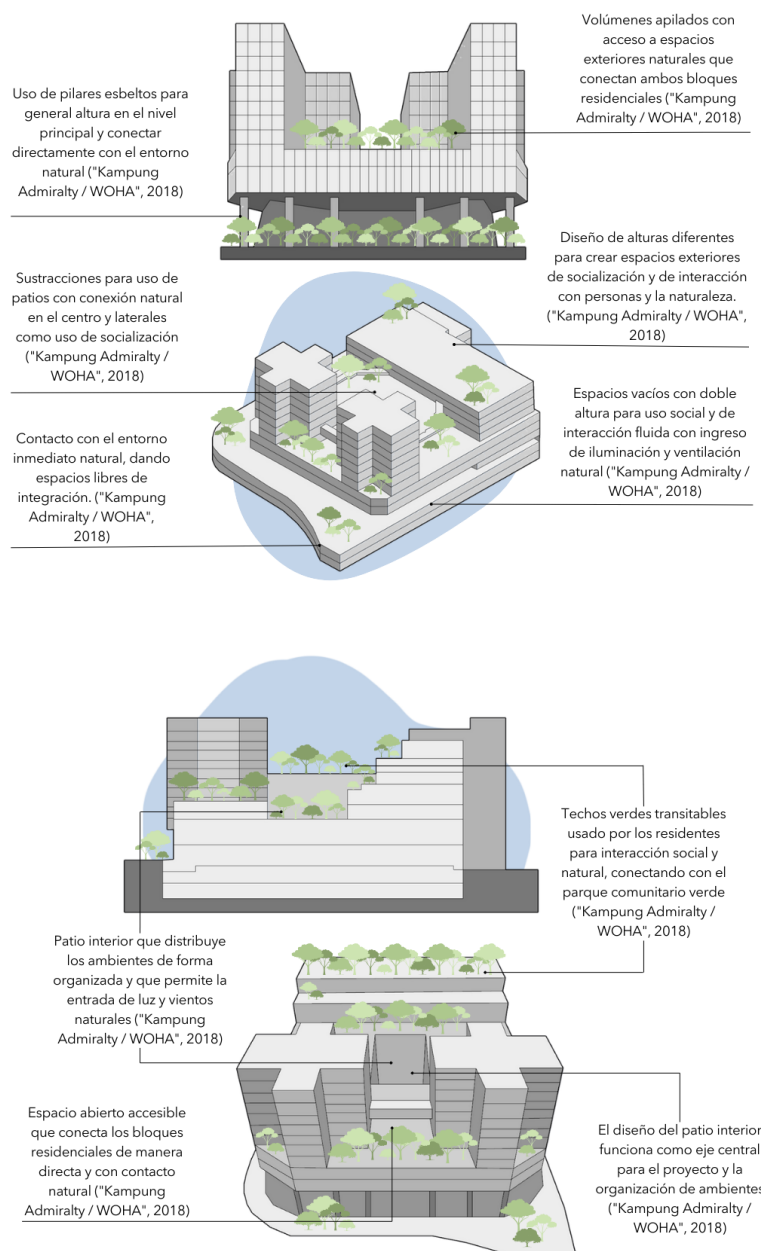 Volúmenes apilados con
acceso a espacios
exteriores naturales que
conectan ambos bloques
residenciales ("Kampung
Admiralty / WOHA", 2018)
Uso de pilares esbeltos para
general altura en el nivel
principal y conectar
directamente con el entorno
natural ("Kampung
Admiralty / WOHA", 2018)
Diseño de alturas diferentes
para crear espacios exteriores
de socialización y de interacción
con personas y la naturaleza.
("Kampung Admiralty / WOHA",
2018)
Sustracciones para uso de
patios con conexión natural
en el centro y laterales
como uso de socialización
("Kampung Admiralty /
WOHA", 2018)
Espacios vacíos con doble
altura para uso social y de
interacción fluida con ingreso
de iluminación y ventilación
natural ("Kampung Admiralty /
WOHA", 2018)
Contacto con el entorno
inmediato natural, dando
espacios libres de
integración. ("Kampung
Admiralty / WOHA",
2018)
Techos verdes transitables
usado por los residentes
para interacción social y
natural, conectando con el
parque comunitario verde
("Kampung Admiralty /
WOHA", 2018)
Patio interior que distribuye
los ambientes de forma
organizada y que permite la
entrada de luz y vientos
naturales ("Kampung
Admiralty / WOHA", 2018)
Espacio abierto accesible
que conecta los bloques
residenciales de manera
directa y con contacto
natural ("Kampung
Admiralty / WOHA", 2018)
El diseño del patio interior
funciona como eje central
para el proyecto y la
organización de ambientes
("Kampung Admiralty /
WOHA", 2018)